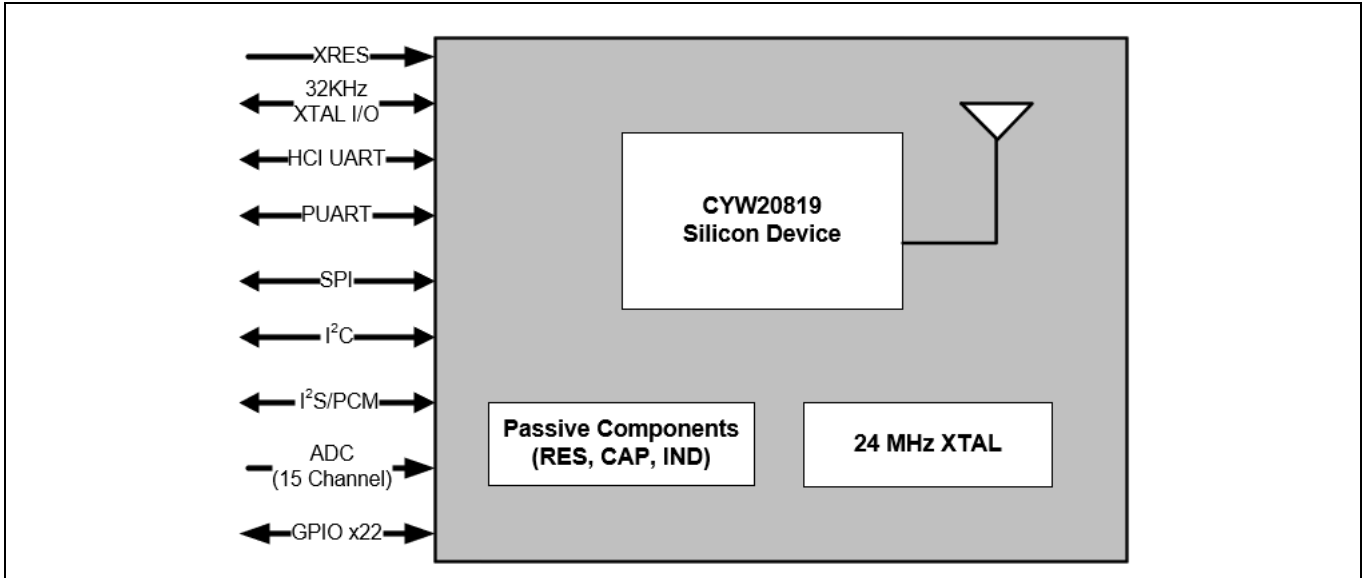 XRES
32KHz
XTAL I/O
HCI UART
PUART
SPI
I²C
I²S/PCM
ADC
(15 Channel)
GPIO x22
CYW20819
Silicon Device
Passive Components
(RES, CAP, IND)
24 MHz XTAL